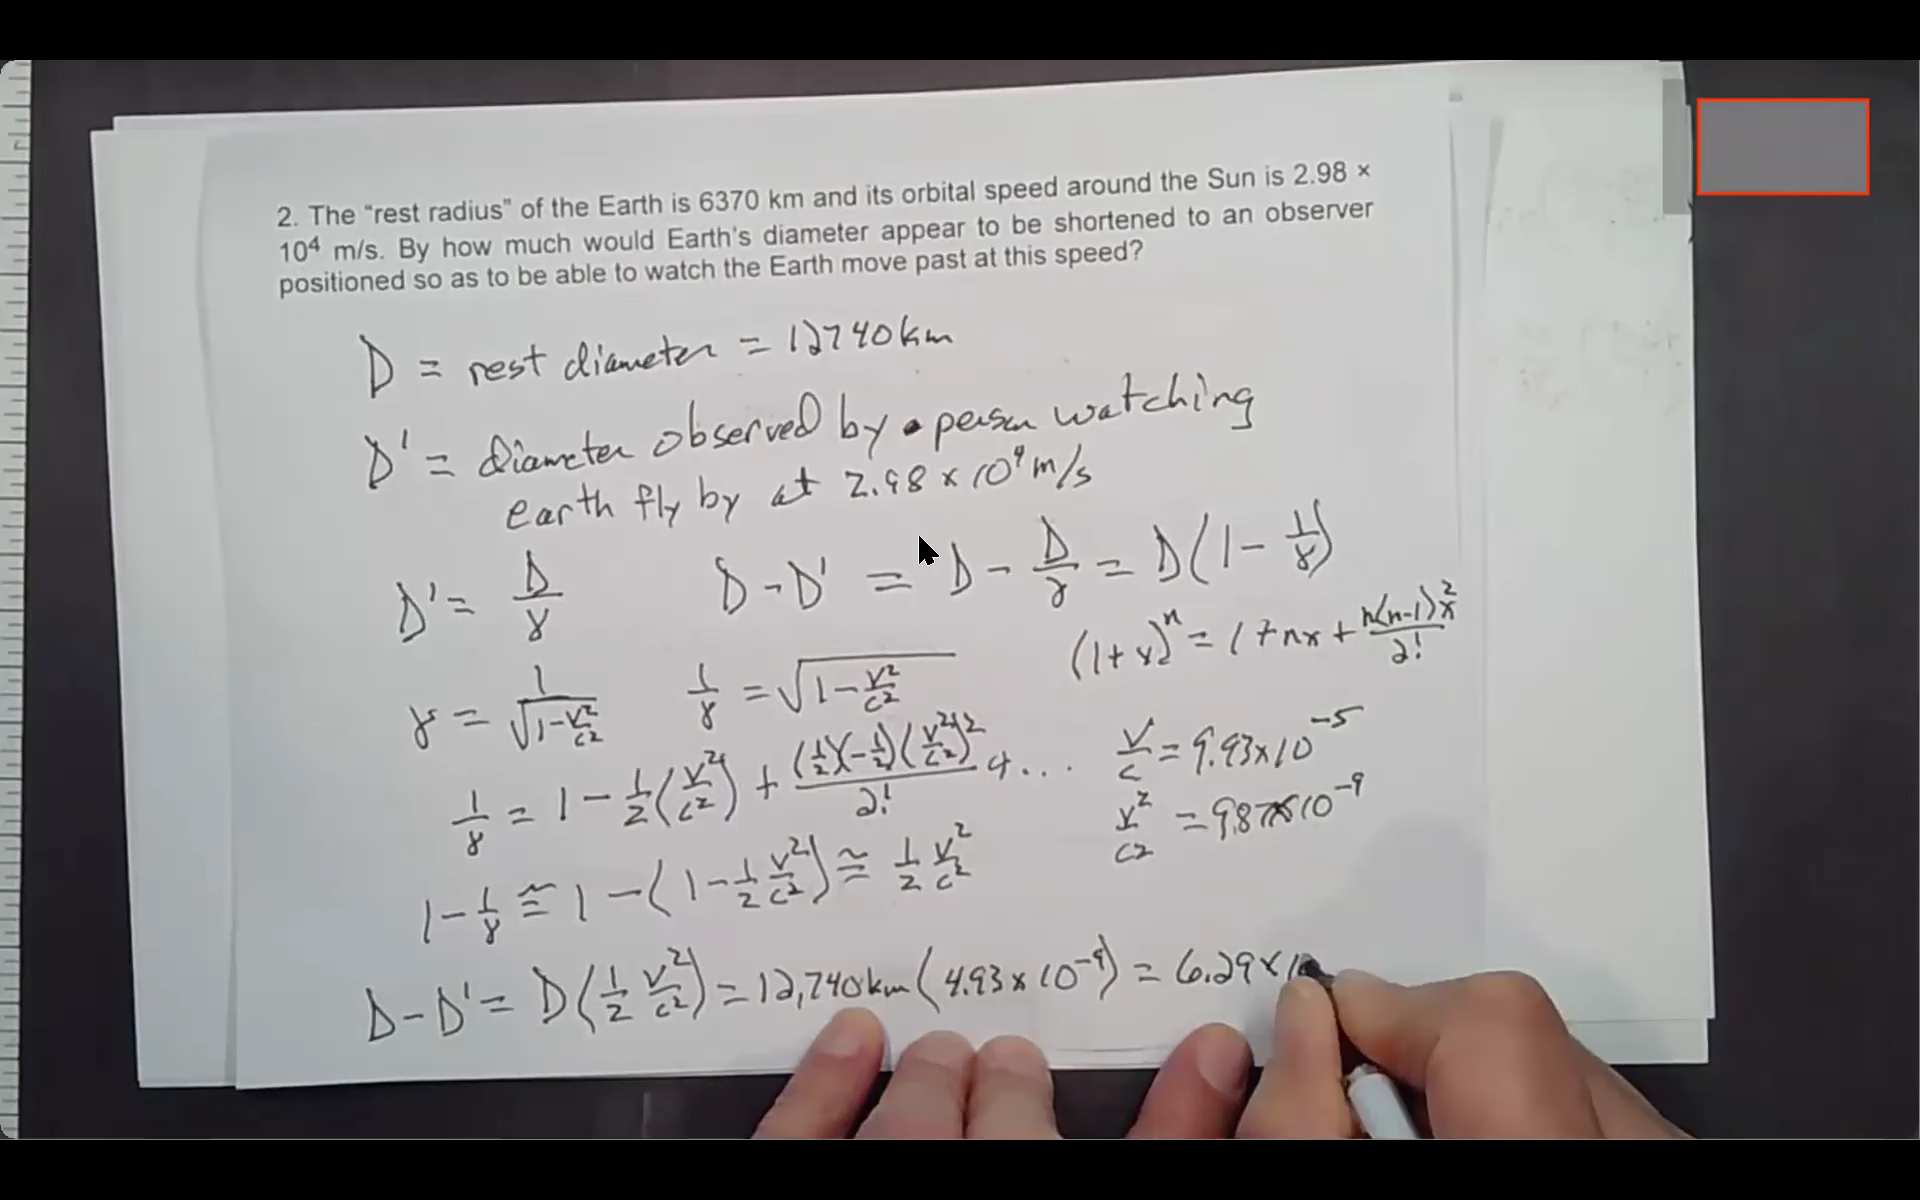 2. The “rest radius” of the Earth is 6370 km and its orbital speed around the Sun is 2.98 ×
10⁴ m/s. By how much would Earth's diameter appear to be shortened to an observer
positioned so as to be able to watch the Earth move past at this speed?
D = rest diameter = 12740 km
D' = diameter observed by a person watching
earth fly by at 2.98 × 10⁴ m/s
D' = D/γ    D - D' = D - D/γ = D(1 - 1/γ)
(1+x)ⁿ = 1 + nx + n(n-1)x²/2!
γ = 1/√(1 - v²/c²)    1/γ = √(1 - v²/c²)
v/c = 9.93×10⁻⁵
1/γ = 1 - 1/2(v²/c²) + (1/2)(-1/2)(v²/c²)²/2! + ...
v²/c² = 9.87×10⁻⁹
1 - 1/γ ≅ 1 - (1 - 1/2 v²/c²) ≅ 1/2 v²/c²
D - D' = D(1/2 v²/c²) = 12,740 km (4.93 × 10⁻⁹) = 6.29 × 1